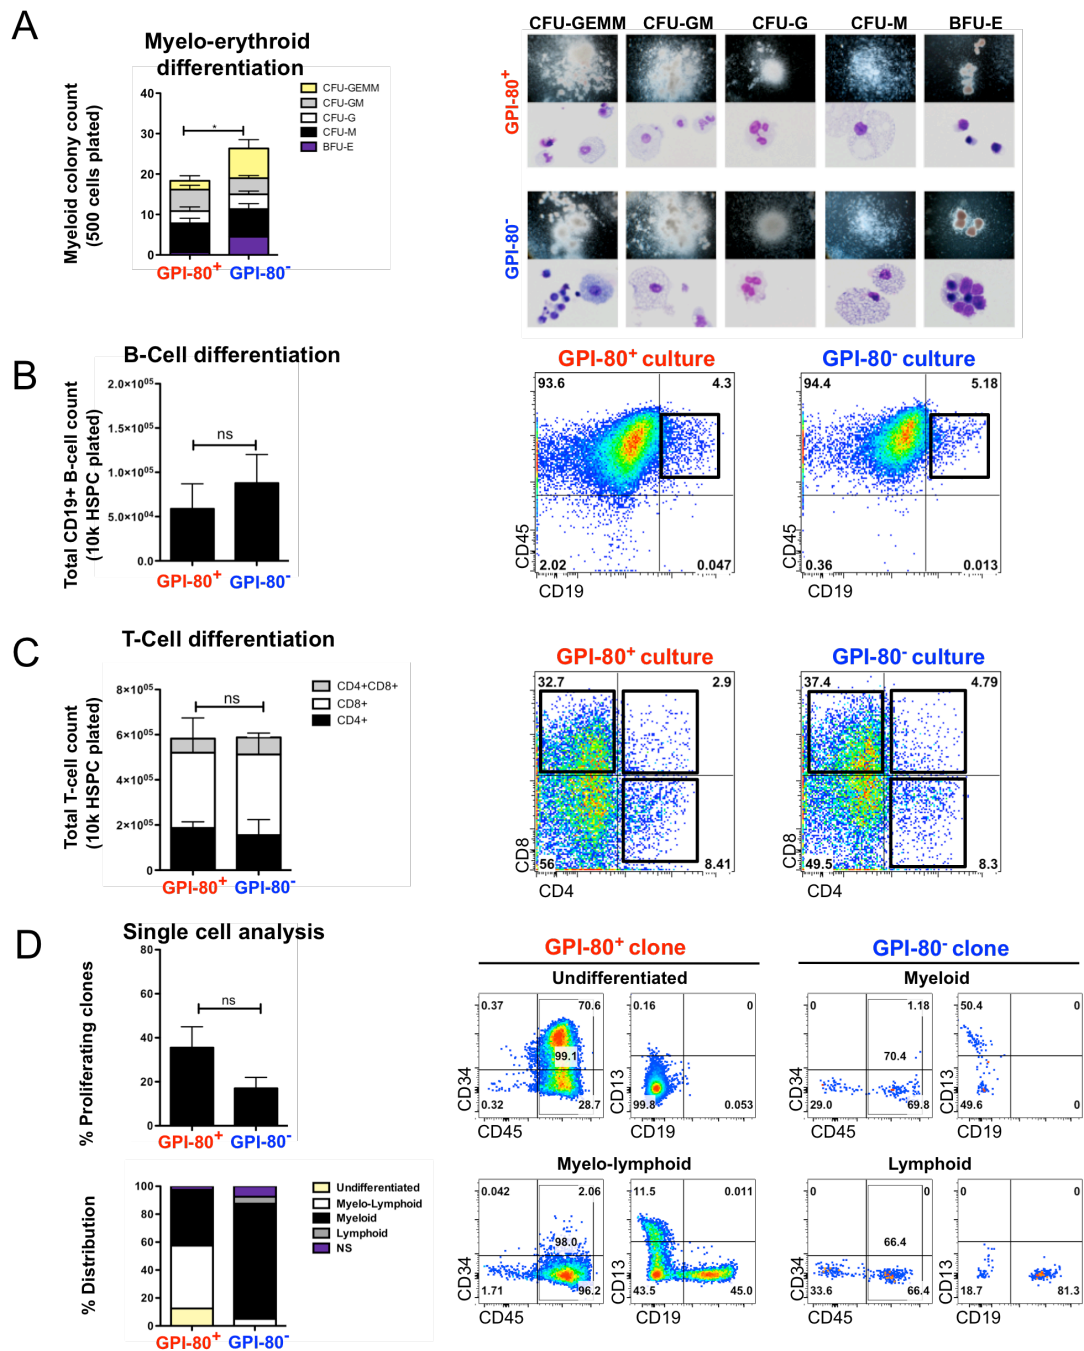 A
Myelo-erythroid
differentiation
Myeloid colony count
(500 cells plated)
40
30
20
10
0
*
CFU-GEMM
CFU-GM
CFU-G
CFU-M
BFU-E
GPI-80+
GPI-80-
CFU-GEMM CFU-GM CFU-G CFU-M BFU-E
GPI-80+
GPI-80-
B
B-Cell differentiation
Total CD19+ B-cell count
(10k HSPC plated)
2.0×10^05
1.5×10^05
1.0×10^05
5.0×10^04
0.0
ns
GPI-80+
GPI-80-
GPI-80+ culture
93.6 4.3
2.02 0.047
CD45
CD19
GPI-80- culture
94.4 5.18
0.36 0.013
CD45
CD19
C
T-Cell differentiation
Total T-cell count
(10k HSPC plated)
8×10^05
6×10^05
4×10^05
2×10^05
0
ns
CD4+CD8+
CD8+
CD4+
GPI-80+
GPI-80-
GPI-80+ culture
32.7 2.9
56 8.41
CD8
CD4
GPI-80- culture
37.4 4.79
49.5 8.3
CD8
CD4
D
Single cell analysis
% Proliferating clones
80
60
40
20
0
ns
GPI-80+
GPI-80-
% Distribution
100
80
60
40
20
0
Undifferentiated
Myelo-Lymphoid
Myeloid
Lymphoid
NS
GPI-80+
GPI-80-
GPI-80+ clone
Undifferentiated
0.37 70.6
99.1
0.32 28.7
CD34
CD45
0.16 0
99.8 0.053
CD13
CD19
Myelo-lymphoid
0.042 2.06
98.0
1.71 96.2
CD34
CD45
11.5 0.011
43.5 45.0
CD13
CD19
GPI-80- clone
Myeloid
0 1.18
70.4
29.0 69.8
CD34
CD45
50.4 0
49.6 0
CD13
CD19
Lymphoid
0 0
66.4
33.6 66.4
CD34
CD45
0 0
18.7 81.3
CD13
CD19